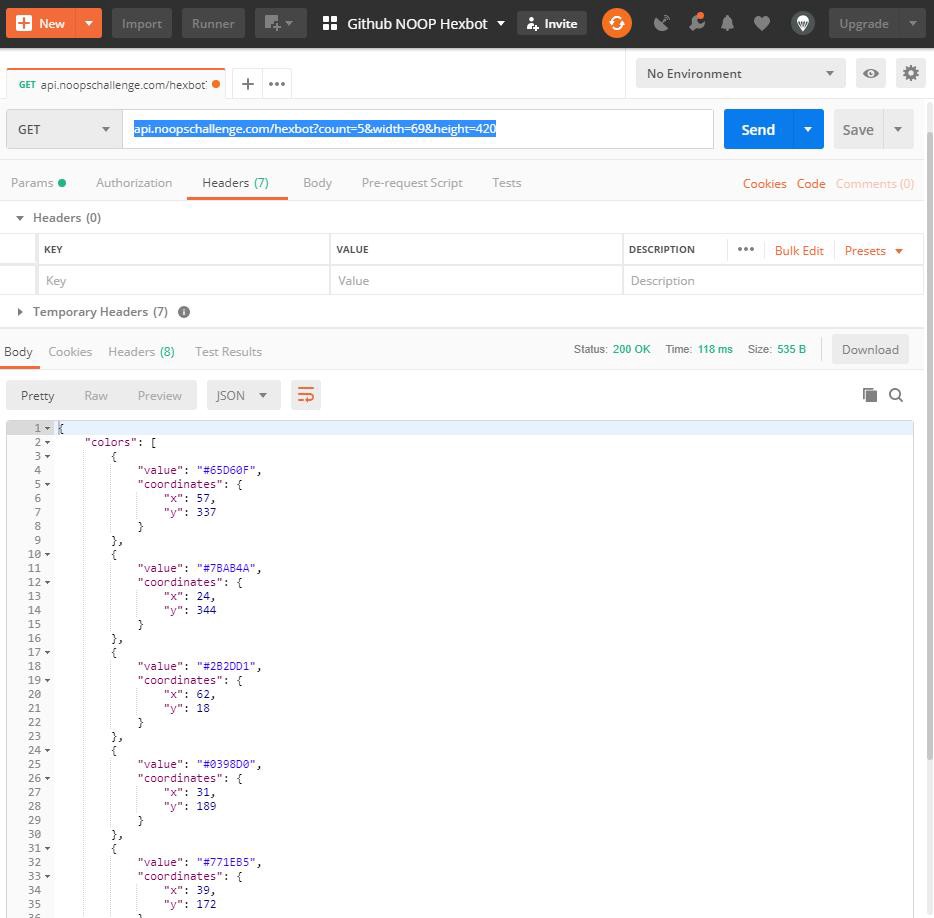 New Import Runner Github NOOP Hexbot Invite Upgrade
GET api.noopschallenge.com/hexbot No Environment
GET api.noopschallenge.com/hexbot?count=5&width=69&height=420 Send Save
Params Authorization Headers (7) Body Pre-request Script Tests Cookies Code Comments (0)
Headers (0)
KEY VALUE DESCRIPTION ••• Bulk Edit Presets
Key Value Description
Temporary Headers (7)
Body Cookies Headers (8) Test Results Status: 200 OK Time: 118 ms Size: 535 B Download
Pretty Raw Preview JSON
1 {
2 "colors": [
3 {
4 "value": "#65D60F",
5 "coordinates": {
6 "x": 57,
7 "y": 337
8 }
9 },
10 {
11 "value": "#7BAB4A",
12 "coordinates": {
13 "x": 24,
14 "y": 344
15 }
16 },
17 {
18 "value": "#2B2DD1",
19 "coordinates": {
20 "x": 62,
21 "y": 18
22 }
23 },
24 {
25 "value": "#0398D0",
26 "coordinates": {
27 "x": 31,
28 "y": 189
29 }
30 },
31 {
32 "value": "#771EB5",
33 "coordinates": {
34 "x": 39,
35 "y": 172
36 }